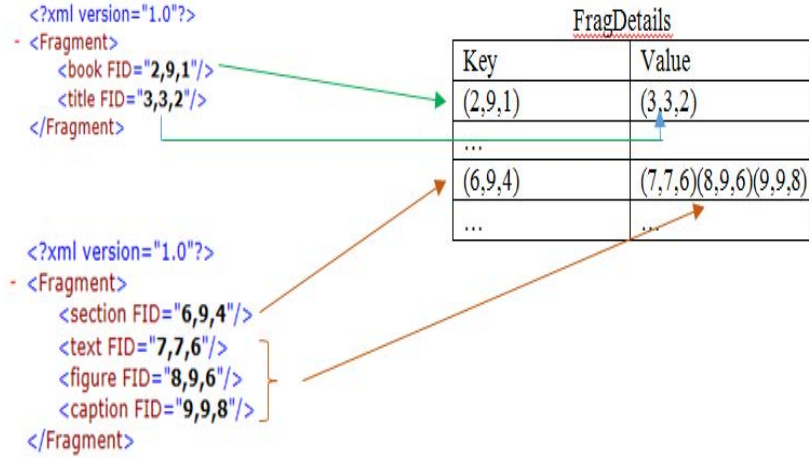 <?xml version="1.0"?>
- <Fragment>
<book FID="2,9,1"/>
<title FID="3,3,2"/>
</Fragment>
FragDetails
Key Value
(2,9,1) (3,3,2)
...
(6,9,4) (7,7,6)(8,9,6)(9,9,8)
... ...
<?xml version="1.0"?>
- <Fragment>
<section FID="6,9,4"/>
<text FID="7,7,6"/>
<figure FID="8,9,6"/>
<caption FID="9,9,8"/>
</Fragment>